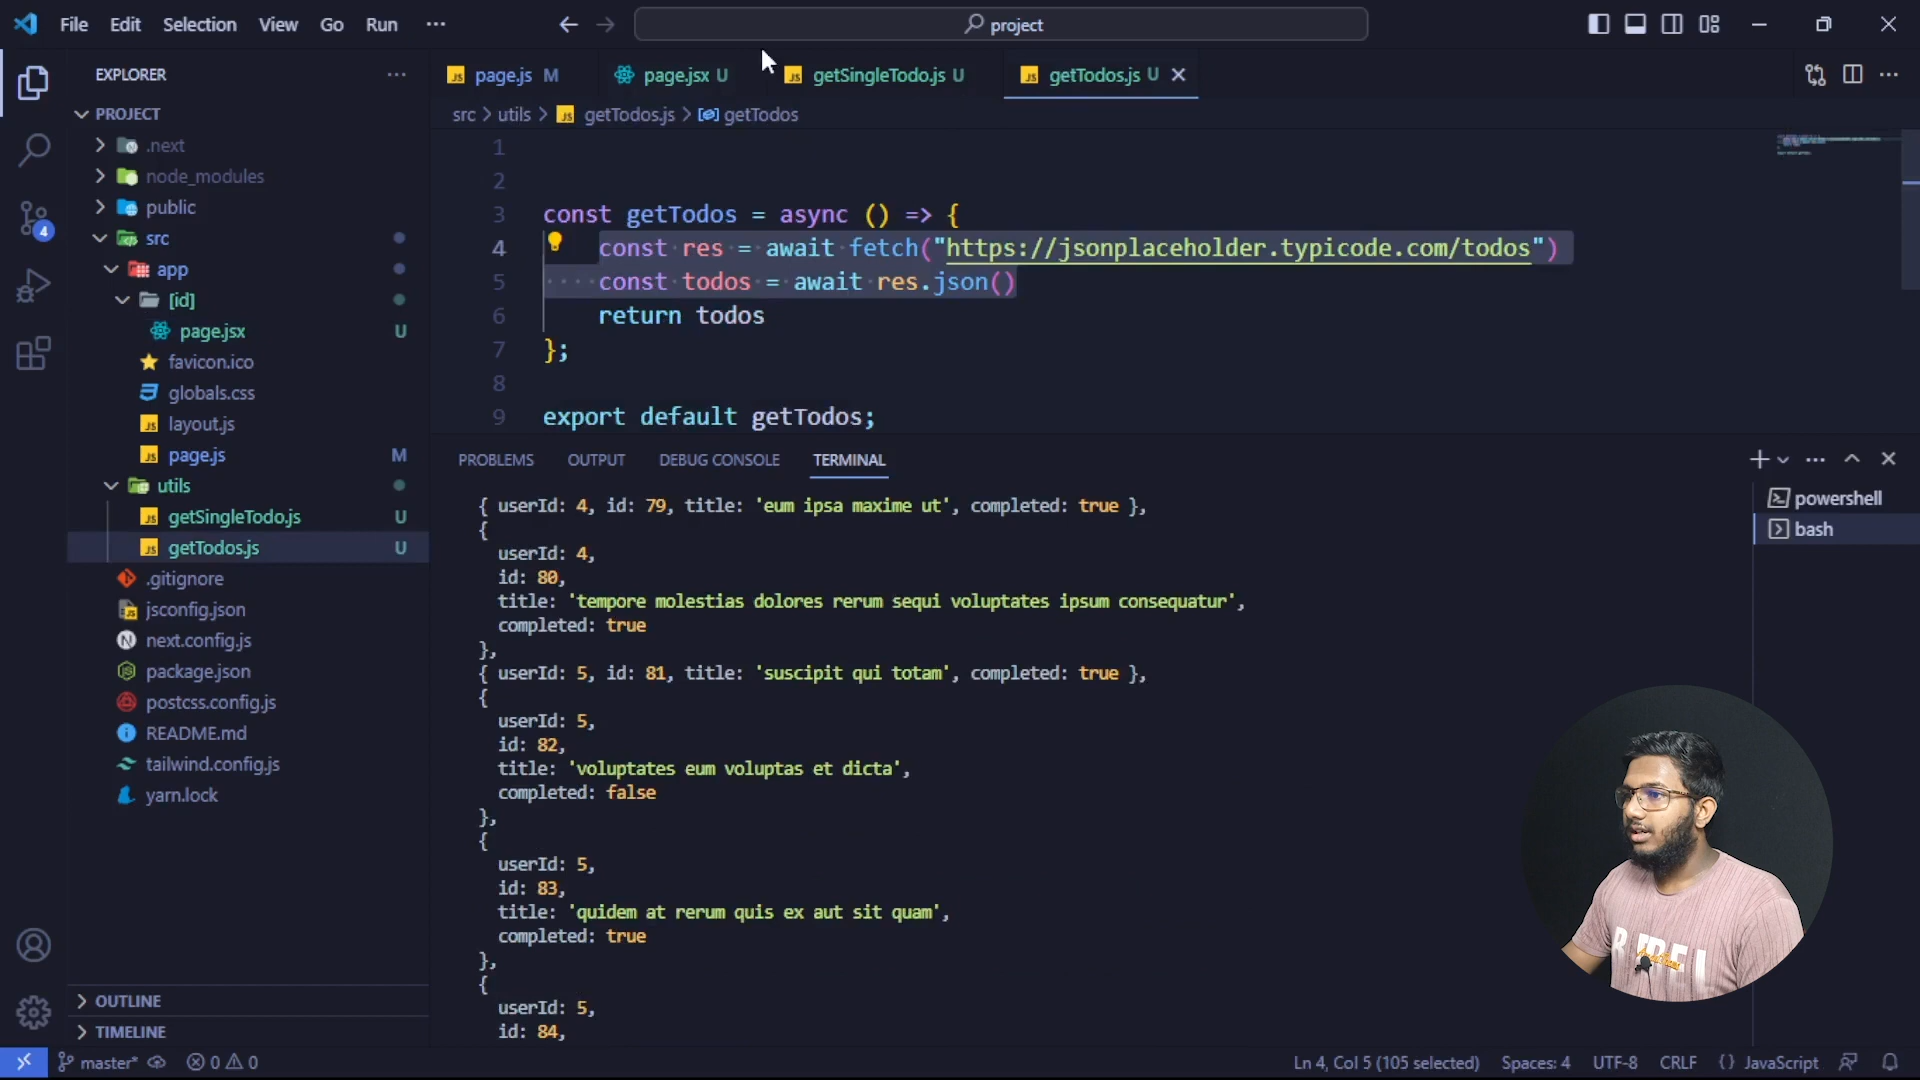 File Edit Selection View Go Run ···
project
EXPLORER ···
page.js M
page.jsx U
getSingleTodo.js U
getTodos.js U
src > utils > getTodos.js > getTodos
PROJECT
.next
node_modules
public
src
app
[id]
page.jsx U
favicon.ico
globals.css
layout.js
page.js M
utils
getSingleTodo.js U
getTodos.js U
.gitignore
jsconfig.json
next.config.js
package.json
postcss.config.js
README.md
tailwind.config.js
yarn.lock
OUTLINE
TIMELINE
4
1
2
3 const getTodos = async () => {
4 const res = await fetch("https://jsonplaceholder.typicode.com/todos")
5 ····const todos = await res.json()
6 return todos
7 };
8
9 export default getTodos;
PROBLEMS OUTPUT DEBUG CONSOLE TERMINAL
powershell
bash
{ userId: 4, id: 79, title: 'eum ipsa maxime ut', completed: true },
{
userId: 4,
id: 80,
title: 'tempore molestias dolores rerum sequi voluptates ipsum consequatur',
completed: true
},
{ userId: 5, id: 81, title: 'suscipit qui totam', completed: true },
{
userId: 5,
id: 82,
title: 'voluptates eum voluptas et dicta',
completed: false
},
{
userId: 5,
id: 83,
title: 'quidem at rerum quis ex aut sit quam',
completed: true
},
{
userId: 5,
id: 84,
master* 0 0
Ln 4, Col 5 (105 selected) Spaces: 4 UTF-8 CRLF {} JavaScript